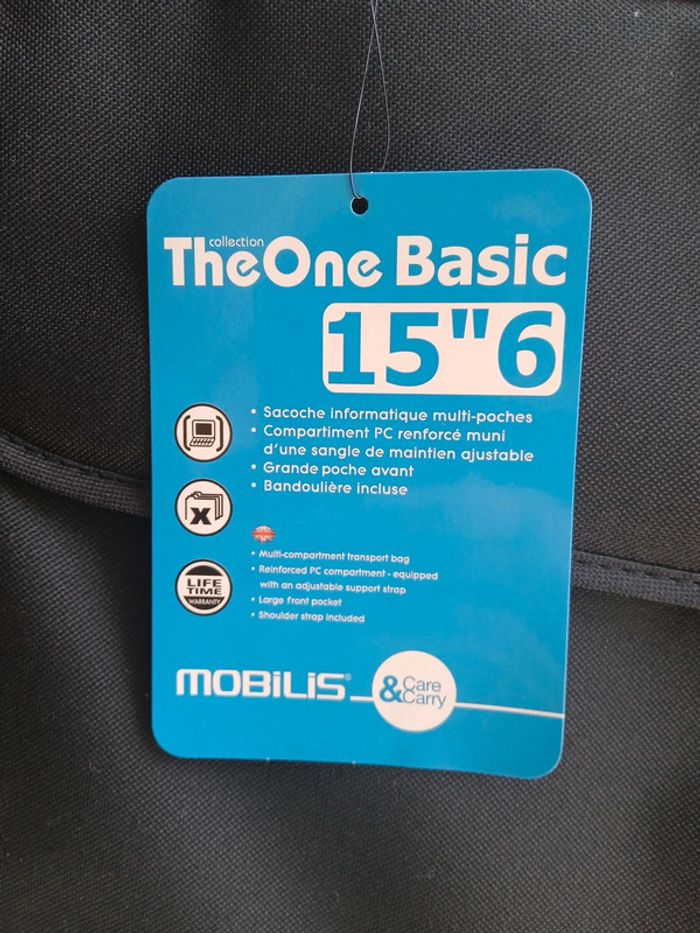 collection
TheOne Basic
15"6
• Sacoche informatique multi-poches
• Compartiment PC renforcé muni
d'une sangle de maintien ajustable
• Grande poche avant
• Bandoulière incluse
X
• Multi-compartment transport bag
• Reinforced PC compartment - equipped
with an adjustable support strap
• Large front pocket
• Shoulder strap included
LIFE
TIME
WARRANTY
MOBiLiS®
&Care
Carry